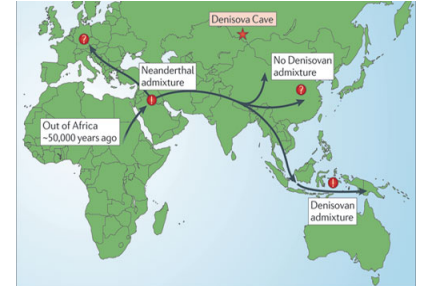 Denisova Cave
No Denisovan
admixture
?
?
Neanderthal
admixture
!
Out of Africa
~50,000 years ago
!
Denisovan
admixture